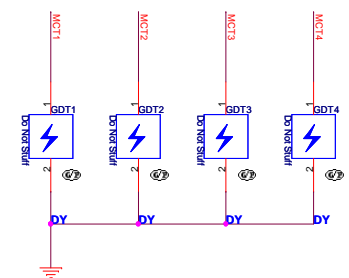 MCT1 MCT2 MCT3 MCT4
1 1 1 1
GDT1 GDT2 GDT3 GDT4
Do Not Stuff Do Not Stuff Do Not Stuff Do Not Stuff
2 2 2 2
DY DY DY DY